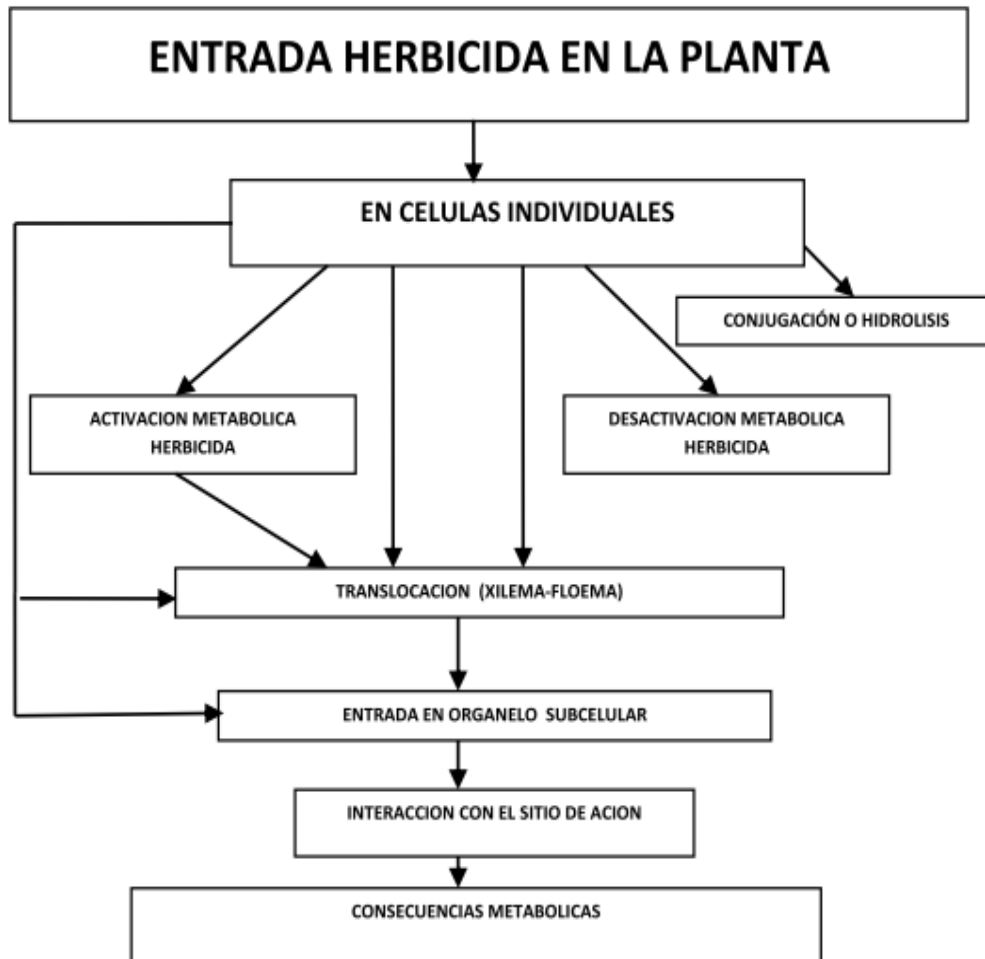 ENTRADA HERBICIDA EN LA PLANTA
EN CELULAS INDIVIDUALES
CONJUGACIÓN O HIDROLISIS
ACTIVACION METABOLICA
HERBICIDA
DESACTIVACION METABOLICA
HERBICIDA
TRANSLOCACION (XILEMA-FLOEMA)
ENTRADA EN ORGANELO SUBCELULAR
INTERACCION CON EL SITIO DE ACION
CONSECUENCIAS METABOLICAS